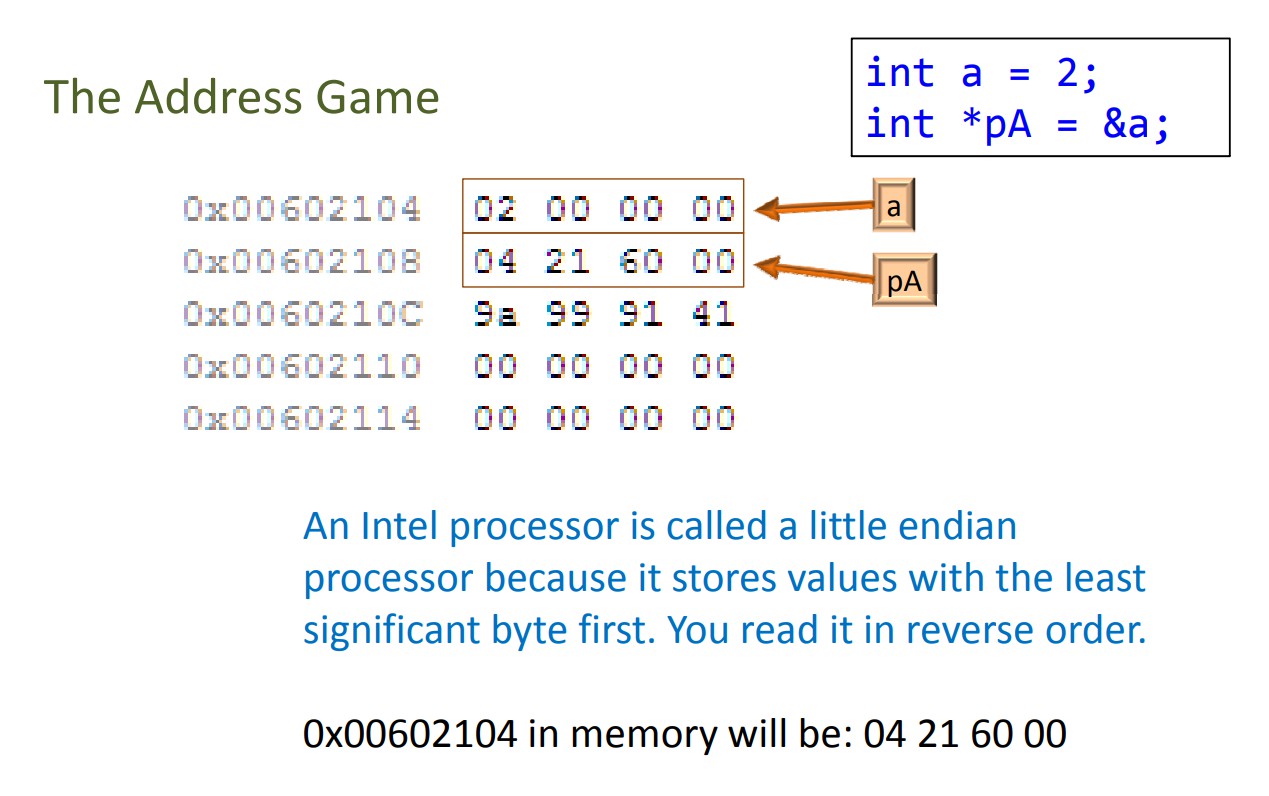 The Address Game
int a = 2;
int *pA = &a;
0x00602104 02 00 00 00
a
0x00602108 04 21 60 00
pA
0x0060210C 9a 99 91 41
0x00602110 00 00 00 00
0x00602114 00 00 00 00
An Intel processor is called a little endian
processor because it stores values with the least
significant byte first. You read it in reverse order.
0x00602104 in memory will be: 04 21 60 00